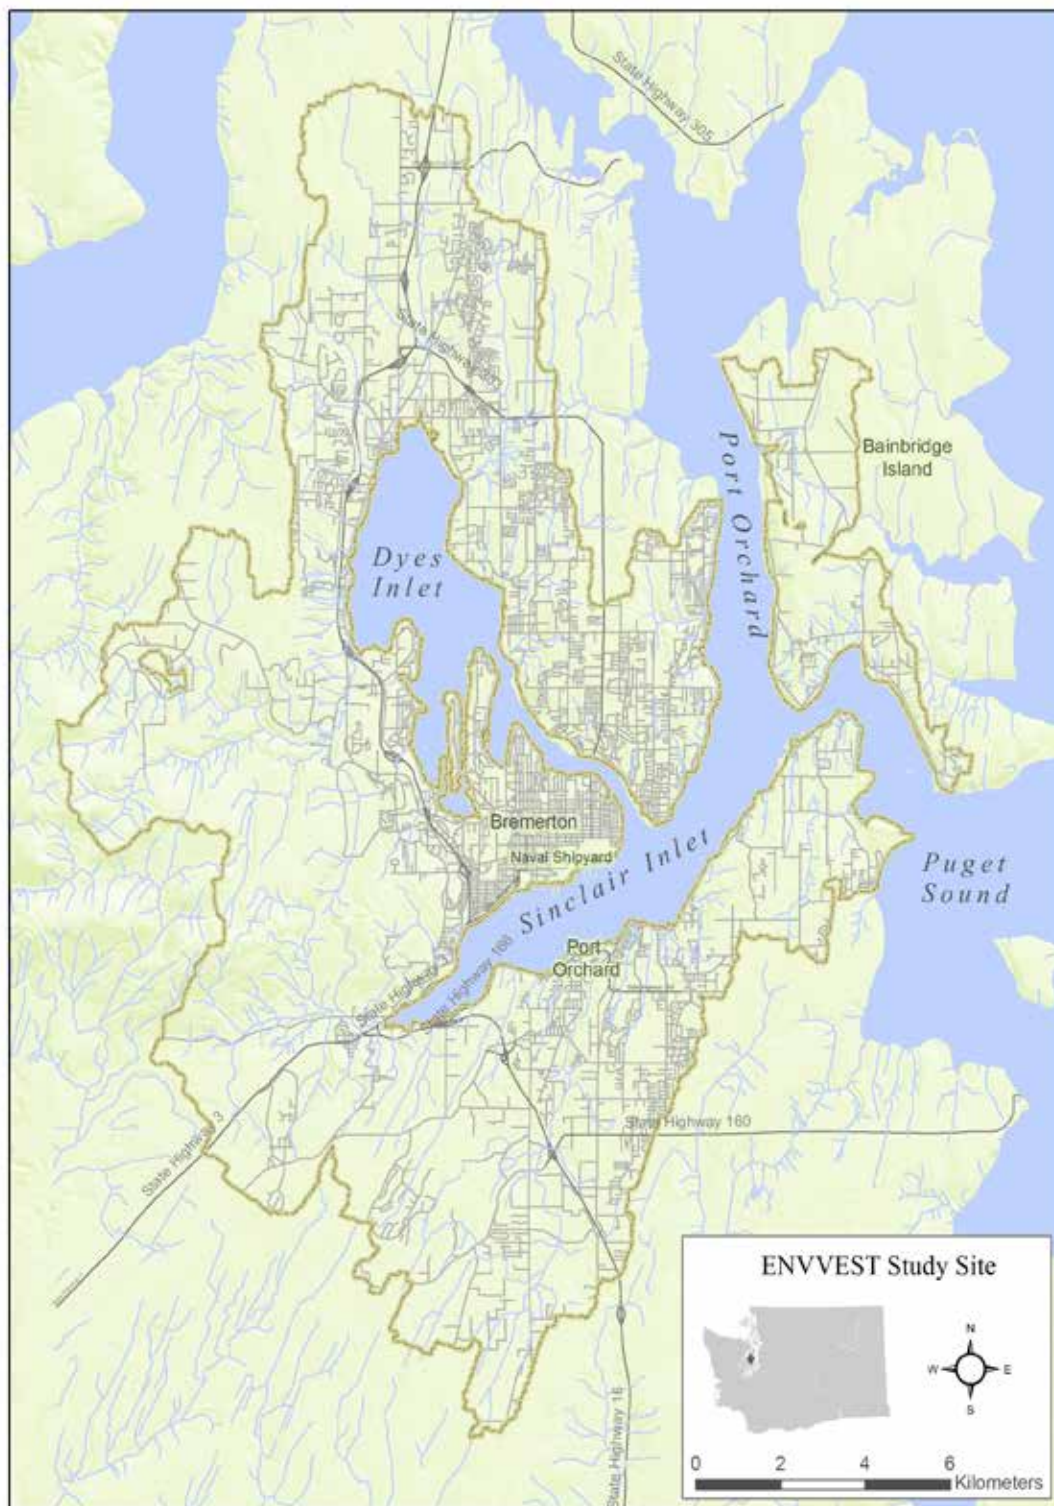 State Highway 305
State Highway
Bainbridge
Island
Port Orchard
Dyes
Inlet
Bremerton
Naval Shipyard
Sinclair Inlet
Puget
Sound
Port
Orchard
State Highway 3
State Highway 166
State Highway 3
State Highway 160
State Highway 16
ENVVEST Study Site
N
W
E
S
0 2 4 6
Kilometers